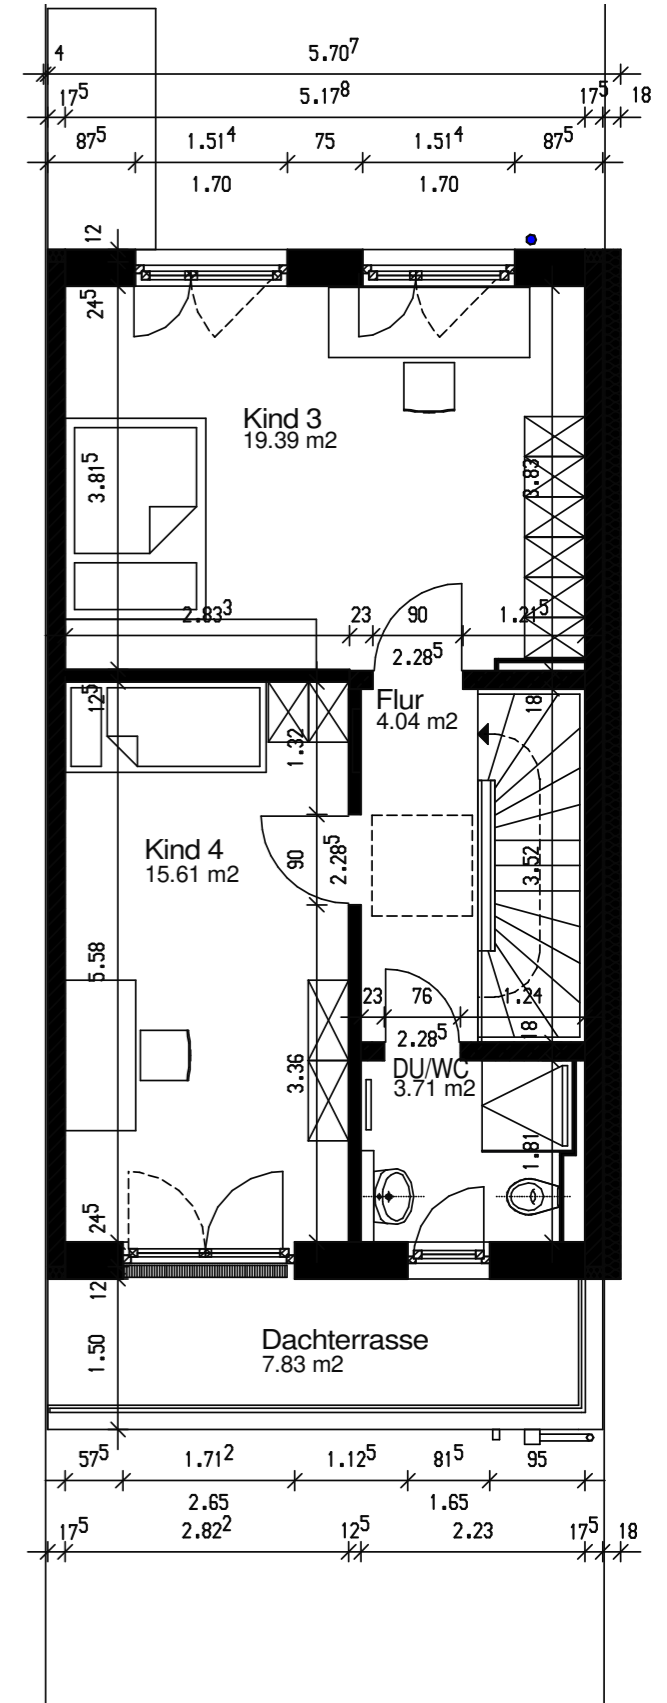 4 5.70⁷
17⁵ 5.17⁸ 17⁵ 18
87⁵ 1.51⁴ 75 1.51⁴ 87⁵
1.70 1.70
12
24⁵
Kind 3
19.39 m2
3.81⁵
3.83
2.83³ 23 90 1.21⁵
2.28⁵
12⁵
Flur
4.04 m2
18
1.32
Kind 4
15.61 m2
90
2.28⁵
3.52
5.58
23 76 1.24
2.28⁵
18
DU/WC
3.71 m2
3.36
1.81
24⁵
12
Dachterrasse
7.83 m2
1.50
57⁵ 1.71² 1.12⁵ 81⁵ 95
2.65 1.65
17⁵ 2.82² 12⁵ 2.23 17⁵ 18